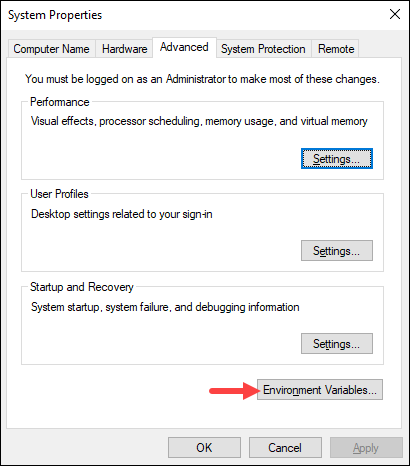 System Properties
Computer Name Hardware Advanced System Protection Remote
You must be logged on as an Administrator to make most of these changes.
Performance
Visual effects, processor scheduling, memory usage, and virtual memory
Settings...
User Profiles
Desktop settings related to your sign-in
Settings...
Startup and Recovery
System startup, system failure, and debugging information
Settings...
Environment Variables...
OK Cancel Apply